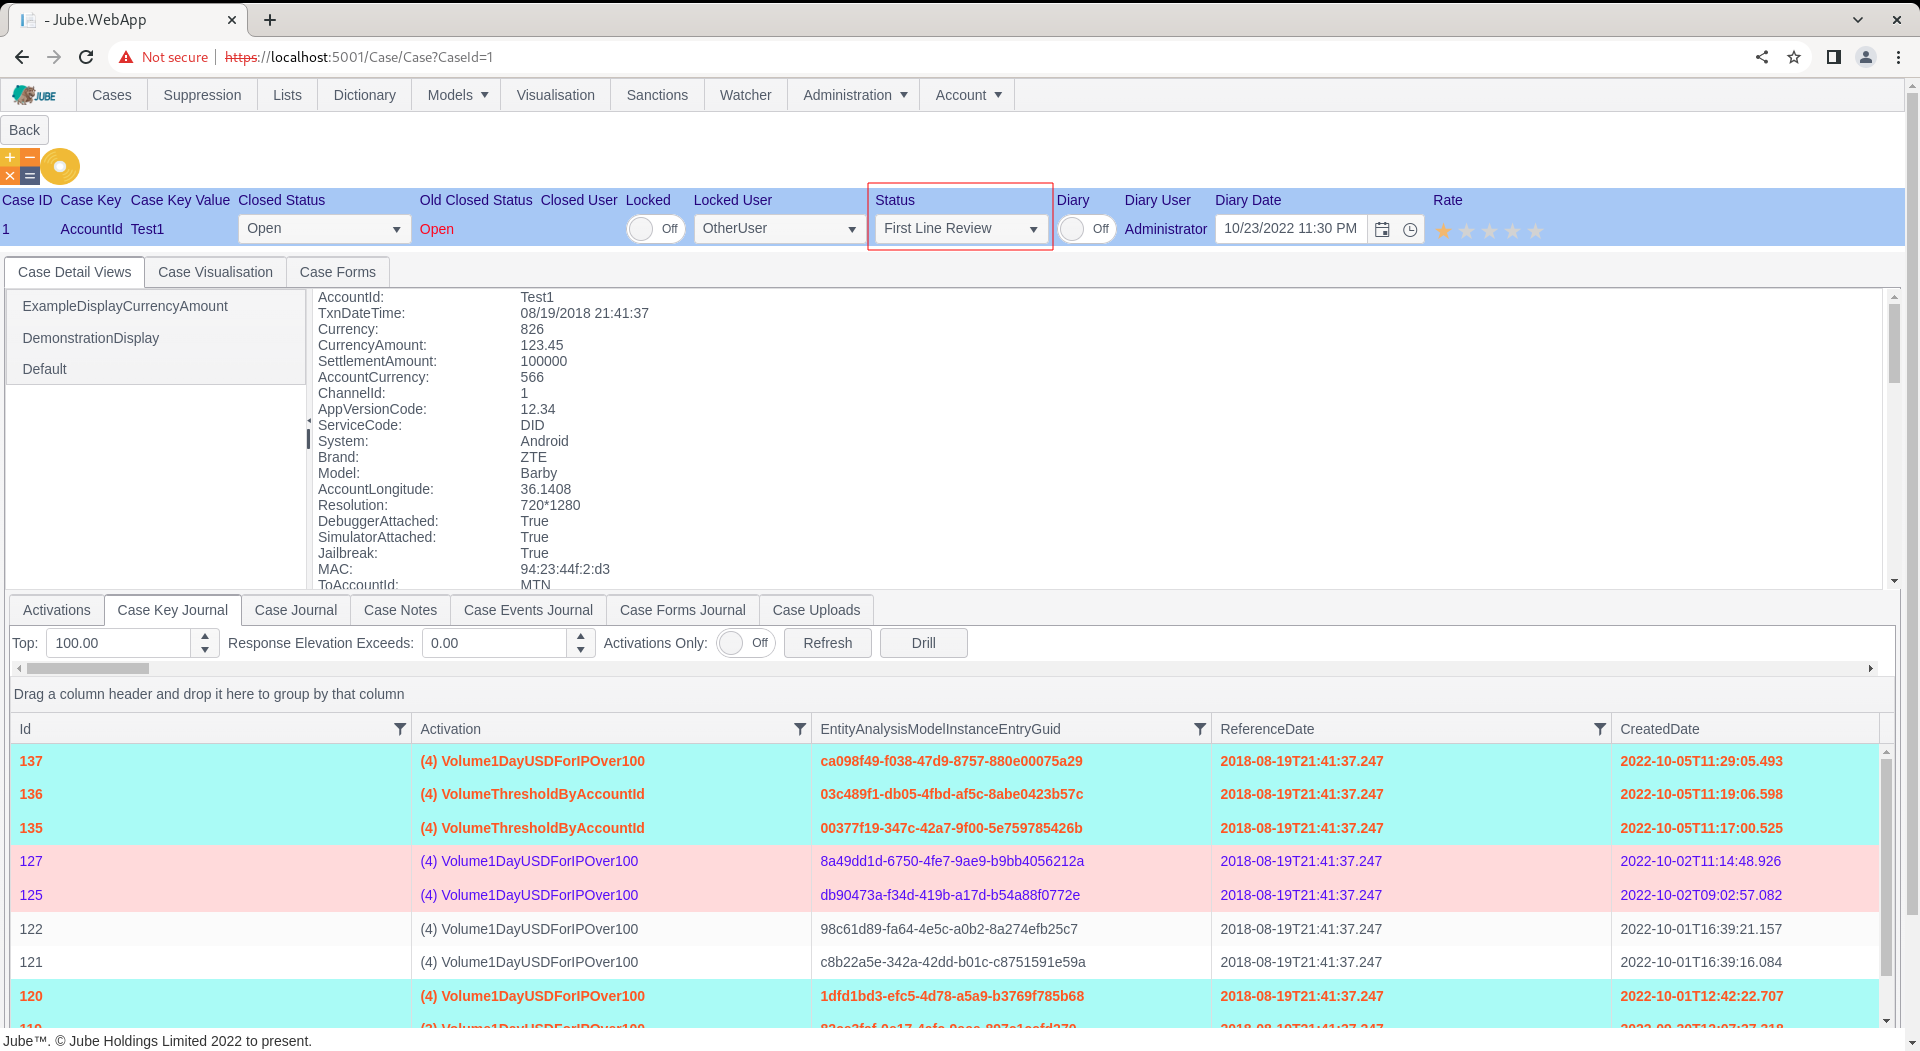 - Jube.WebApp
Not secure https://localhost:5001/Case/Case?CaseId=1
JUBE Cases Suppression Lists Dictionary Models Visualisation Sanctions Watcher Administration Account
Back
Case ID Case Key Case Key Value Closed Status Old Closed Status Closed User Locked Locked User Status Diary Diary User Diary Date Rate
1 AccountId Test1 Open Open Off OtherUser First Line Review Off Administrator 10/23/2022 11:30 PM
Case Detail Views Case Visualisation Case Forms
ExampleDisplayCurrencyAmount
DemonstrationDisplay
Default
AccountId: Test1
TxnDateTime: 08/19/2018 21:41:37
Currency: 826
CurrencyAmount: 123.45
SettlementAmount: 100000
AccountCurrency: 566
ChannelId: 1
AppVersionCode: 12.34
ServiceCode: DID
System: Android
Brand: ZTE
Model: Barby
AccountLongitude: 36.1408
Resolution: 720*1280
DebuggerAttached: True
SimulatorAttached: True
Jailbreak: True
MAC: 94:23:44f:2:d3
ToAccountId: MTN
Activations Case Key Journal Case Journal Case Notes Case Events Journal Case Forms Journal Case Uploads
Top: 100.00 Response Elevation Exceeds: 0.00 Activations Only: Off Refresh Drill
Drag a column header and drop it here to group by that column
Id Activation EntityAnalysisModelInstanceEntryGuid ReferenceDate CreatedDate
137 (4) Volume1DayUSDForIPOver100 ca098f49-f038-47d9-8757-880e00075a29 2018-08-19T21:41:37.247 2022-10-05T11:29:05.493
136 (4) VolumeThresholdByAccountId 03c489f1-db05-4fbd-af5c-8abe0423b57c 2018-08-19T21:41:37.247 2022-10-05T11:19:06.598
135 (4) VolumeThresholdByAccountId 00377f19-347c-42a7-9f00-5e759785426b 2018-08-19T21:41:37.247 2022-10-05T11:17:00.525
127 (4) Volume1DayUSDForIPOver100 8a49dd1d-6750-4fe7-9ae9-b9bb4056212a 2018-08-19T21:41:37.247 2022-10-02T11:14:48.926
125 (4) Volume1DayUSDForIPOver100 db90473a-f34d-419b-a17d-b54a88f0772e 2018-08-19T21:41:37.247 2022-10-02T09:02:57.082
122 (4) Volume1DayUSDForIPOver100 98c61d89-fa64-4e5c-a0b2-8a274efb25c7 2018-08-19T21:41:37.247 2022-10-01T16:39:21.157
121 (4) Volume1DayUSDForIPOver100 c8b22a5e-342a-42dd-b01c-c8751591e59a 2018-08-19T21:41:37.247 2022-10-01T16:39:16.084
120 (4) Volume1DayUSDForIPOver100 1dfd1bd3-efc5-4d78-a5a9-b3769f785b68 2018-08-19T21:41:37.247 2022-10-01T12:42:22.707
Jube™. © Jube Holdings Limited 2022 to present.